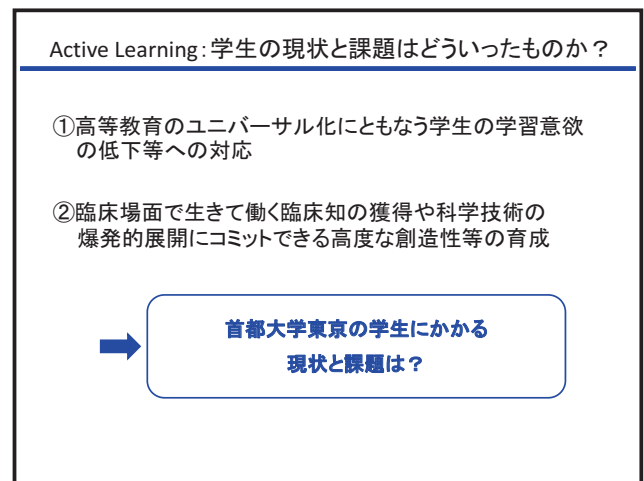 Active Learning：学生の現状と課題はどういったものか？
①高等教育のユニバーサル化にともなう学生の学習意欲
の低下等への対応
②臨床場面で生きて働く臨床知の獲得や科学技術の
爆発的展開にコミットできる高度な創造性等の育成
首都大学東京の学生にかかる
現状と課題は？